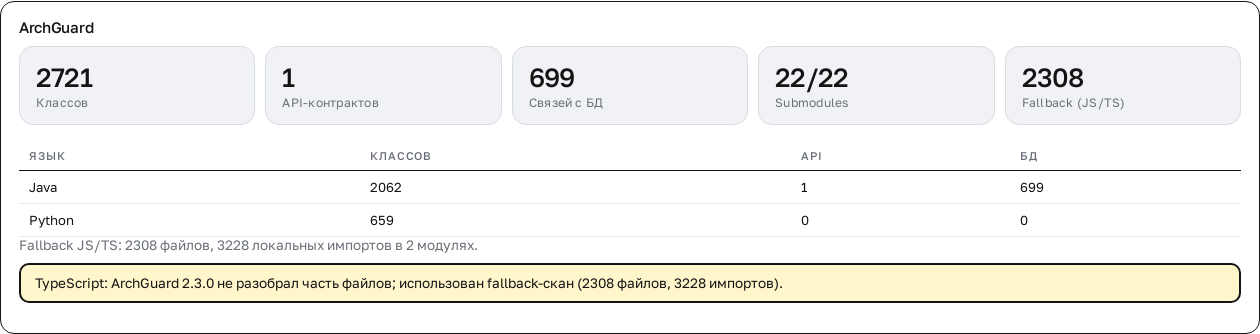 ArchGuard
2721
Классов
1
API-контрактов
699
Связей с БД
22/22
Submodules
2308
Fallback (JS/TS)
ЯЗЫК КЛАССОВ API БД
Java 2062 1 699
Python 659 0 0
Fallback JS/TS: 2308 файлов, 3228 локальных импортов в 2 модулях.
TypeScript: ArchGuard 2.3.0 не разобрал часть файлов; использован fallback-скан (2308 файлов, 3228 импортов).